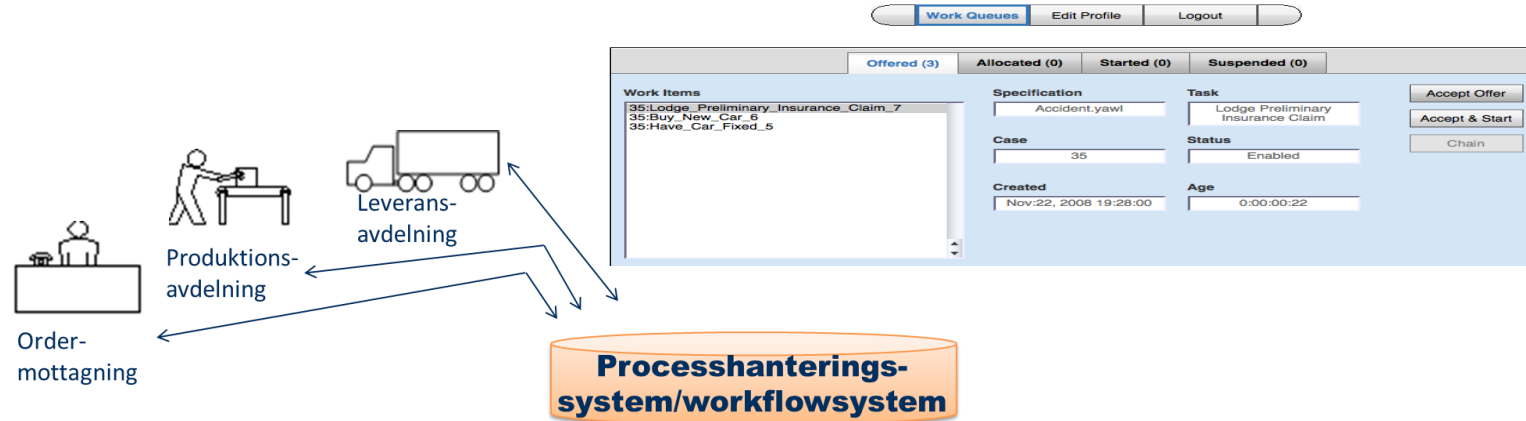 Work Queues Edit Profile Logout
Offered (3) Allocated (0) Started (0) Suspended (0)
Work Items
35:Lodge_Preliminary_Insurance_Claim_7
35:Buy_New_Car_6
35:Have_Car_Fixed_5
Specification
Accident.yawl
Task
Lodge Preliminary
Insurance Claim
Case
35
Status
Enabled
Created
Nov:22, 2008 19:28:00
Age
0:00:00:22
Accept Offer
Accept & Start
Chain
Leverans-
avdelning
Produktions-
avdelning
Order-
mottagning
Processhanterings-
system/workflowsystem